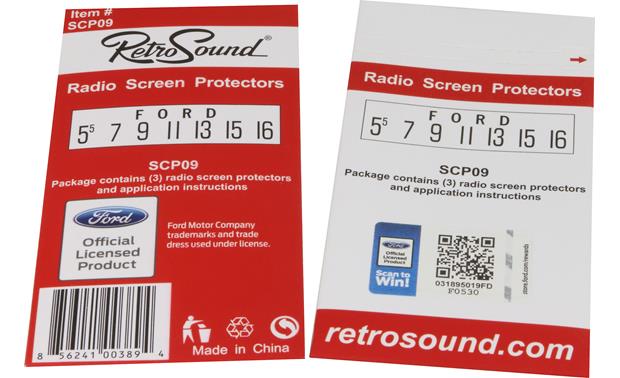 Item #
SCP09
RetroSound®
Radio Screen Protectors
F O R D
5⁵ 7 9 11 13 15 16
SCP09
Package contains (3) radio screen protectors
and application instructions
Ford
Official
Licensed
Product
Ford Motor Company
trademarks and trade
dress used under license.
8 56241 00389 4
Made in China
Radio Screen Protectors
F O R D
5⁵ 7 9 11 13 15 16
SCP09
Package contains (3) radio screen protectors
and application instructions
Ford
Official
Licensed
Product
Scan to
Win!
031895019FD
F0530
store.ford.com/rewards
retrosound.com